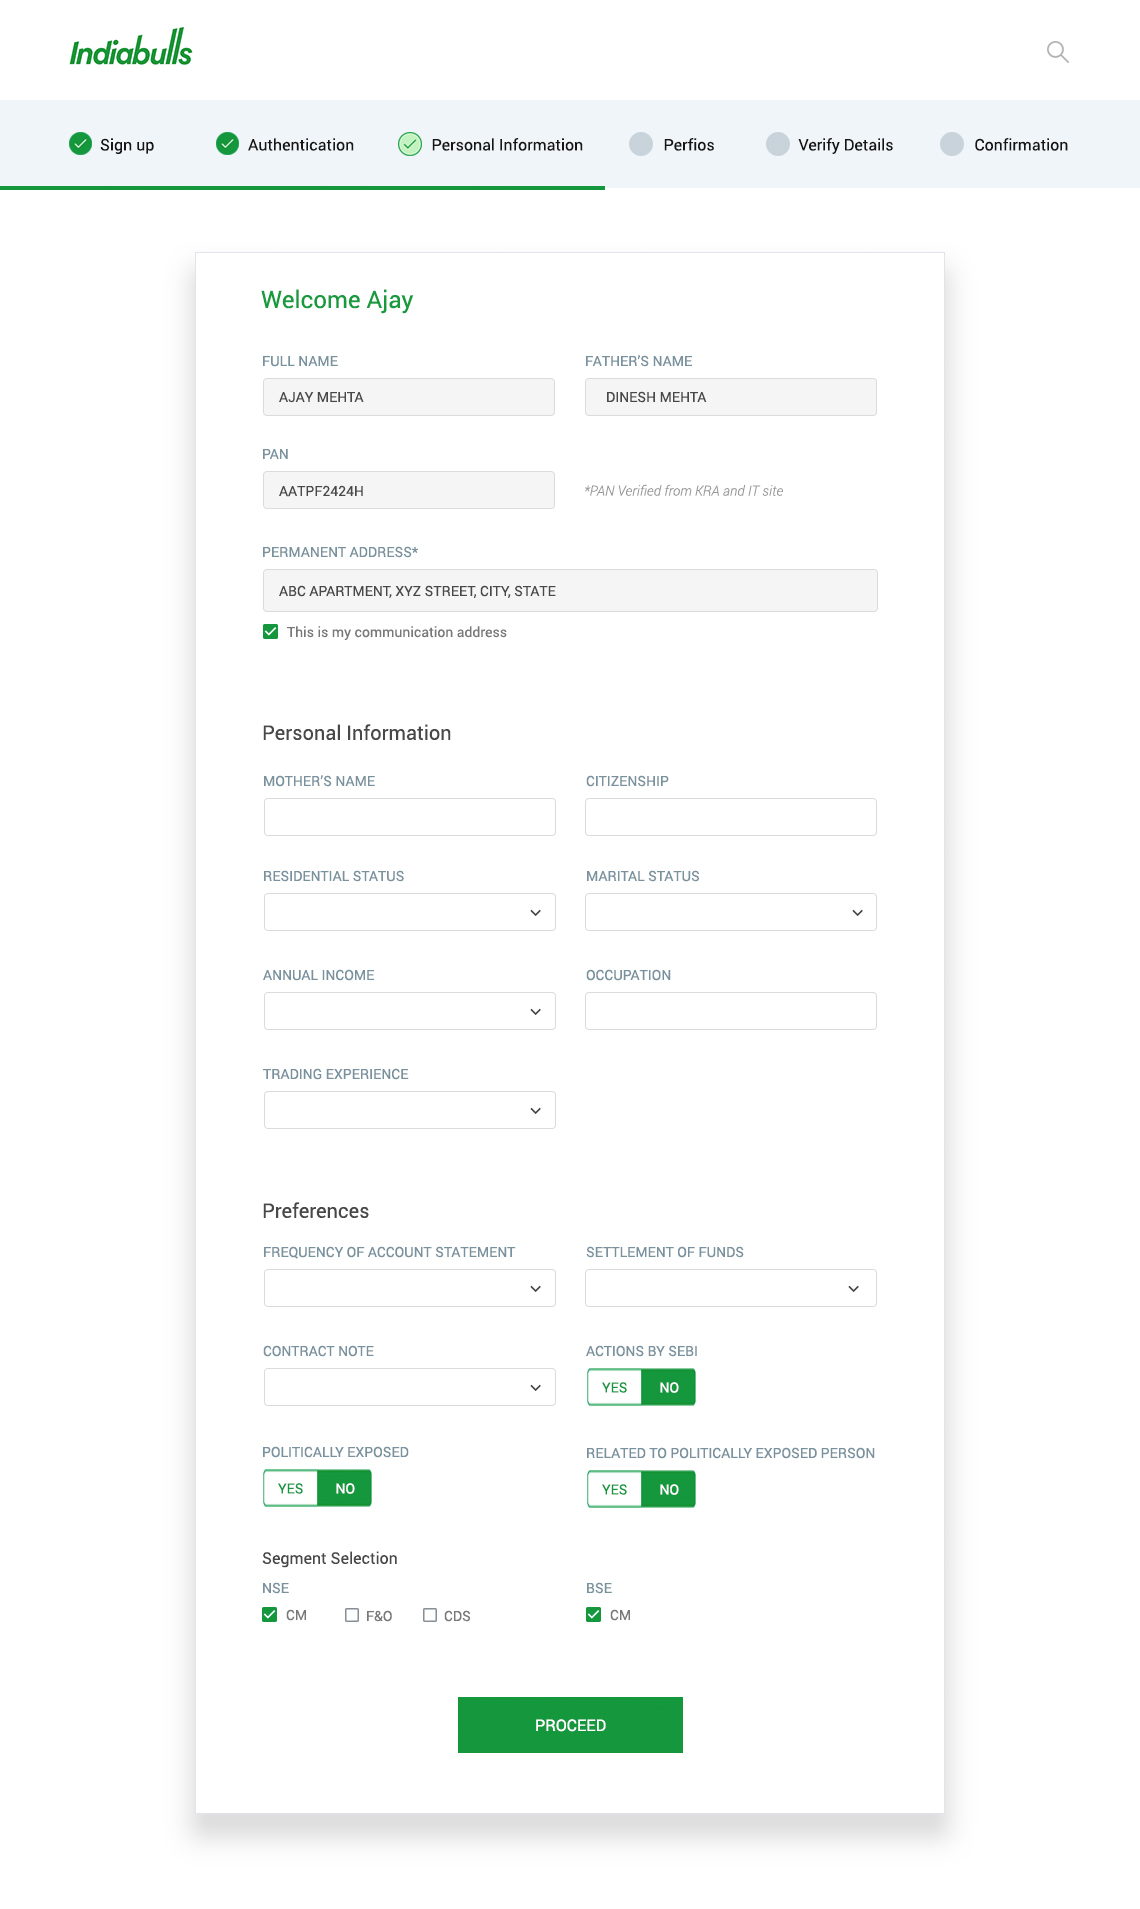 Indiabulls
Sign up Authentication Personal Information Perfios Verify Details Confirmation
Welcome Ajay
FULL NAME FATHER'S NAME
AJAY MEHTA DINESH MEHTA
PAN
AATPF2424H *PAN Verified from KRA and IT site
PERMANENT ADDRESS*
ABC APARTMENT, XYZ STREET, CITY, STATE
This is my communication address
Personal Information
MOTHER'S NAME CITIZENSHIP
RESIDENTIAL STATUS MARITAL STATUS
ANNUAL INCOME OCCUPATION
TRADING EXPERIENCE
Preferences
FREQUENCY OF ACCOUNT STATEMENT SETTLEMENT OF FUNDS
CONTRACT NOTE ACTIONS BY SEBI
YES NO
POLITICALLY EXPOSED RELATED TO POLITICALLY EXPOSED PERSON
YES NO YES NO
Segment Selection
NSE BSE
CM F&O CDS CM
PROCEED